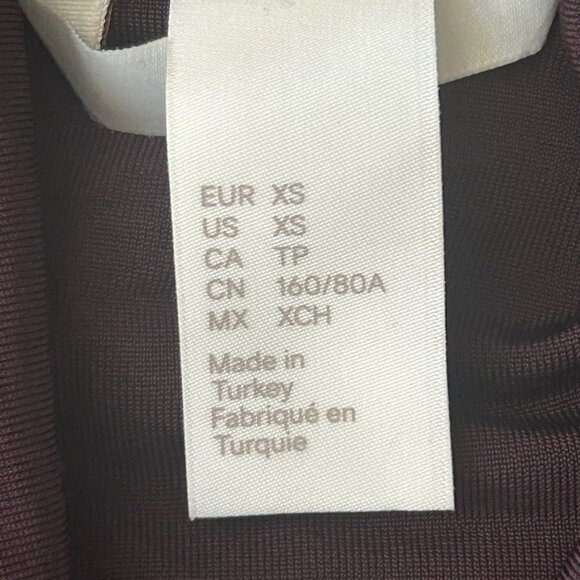 EUR XS
US XS
CA TP
CN 160/80A
MX XCH
Made in
Turkey
Fabriqué en
Turquie